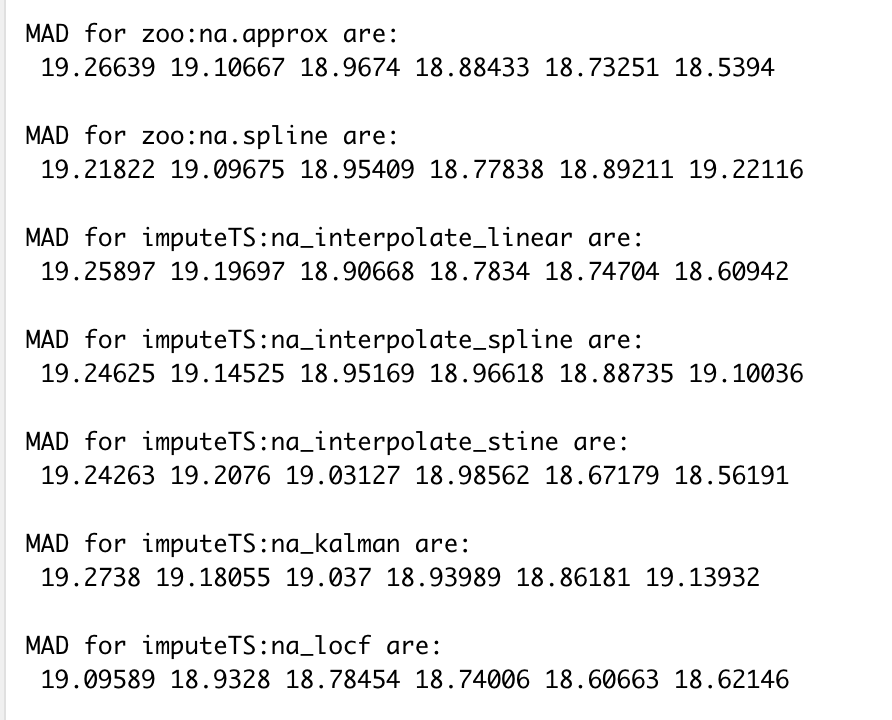 MAD for zoo:na.approx are:
19.26639 19.10667 18.9674 18.88433 18.73251 18.5394
MAD for zoo:na.spline are:
19.21822 19.09675 18.95409 18.77838 18.89211 19.22116
MAD for imputeTS:na_interpolate_linear are:
19.25897 19.19697 18.90668 18.7834 18.74704 18.60942
MAD for imputeTS:na_interpolate_spline are:
19.24625 19.14525 18.95169 18.96618 18.88735 19.10036
MAD for imputeTS:na_interpolate_stine are:
19.24263 19.2076 19.03127 18.98562 18.67179 18.56191
MAD for imputeTS:na_kalman are:
19.2738 19.18055 19.037 18.93989 18.86181 19.13932
MAD for imputeTS:na_locf are:
19.09589 18.9328 18.78454 18.74006 18.60663 18.62146